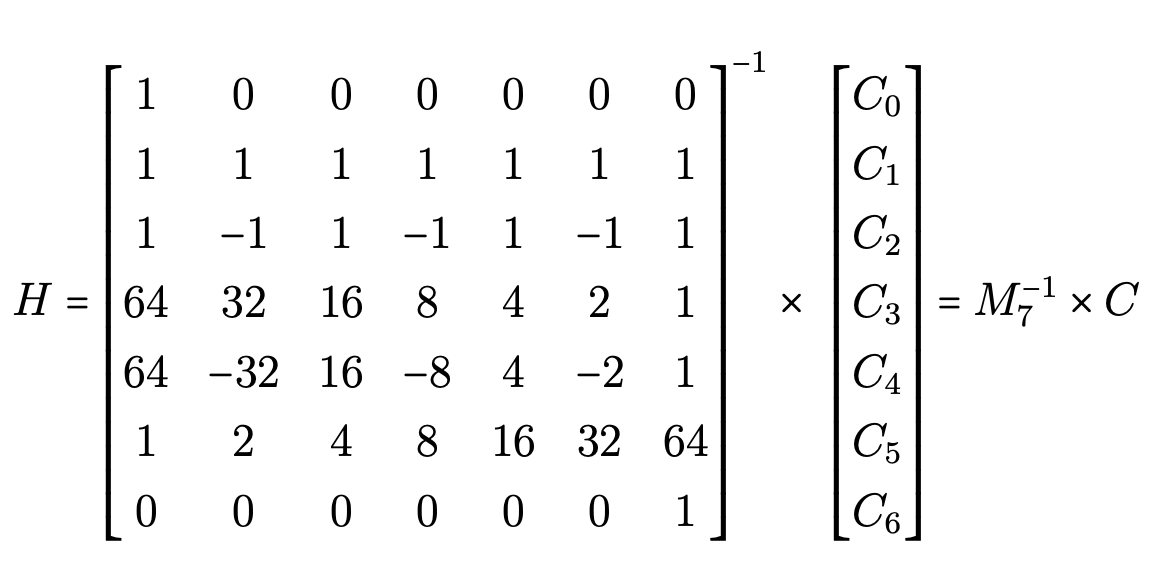 H = [ 1 0 0 0 0 0 0 ]⁻¹ × [ C₀ ] = M₇⁻¹ × C
1 1 1 1 1 1 1 C₁
1 −1 1 −1 1 −1 1 C₂
64 32 16 8 4 2 1 C₃
64 −32 16 −8 4 −2 1 C₄
1 2 4 8 16 32 64 C₅
0 0 0 0 0 0 1 C₆